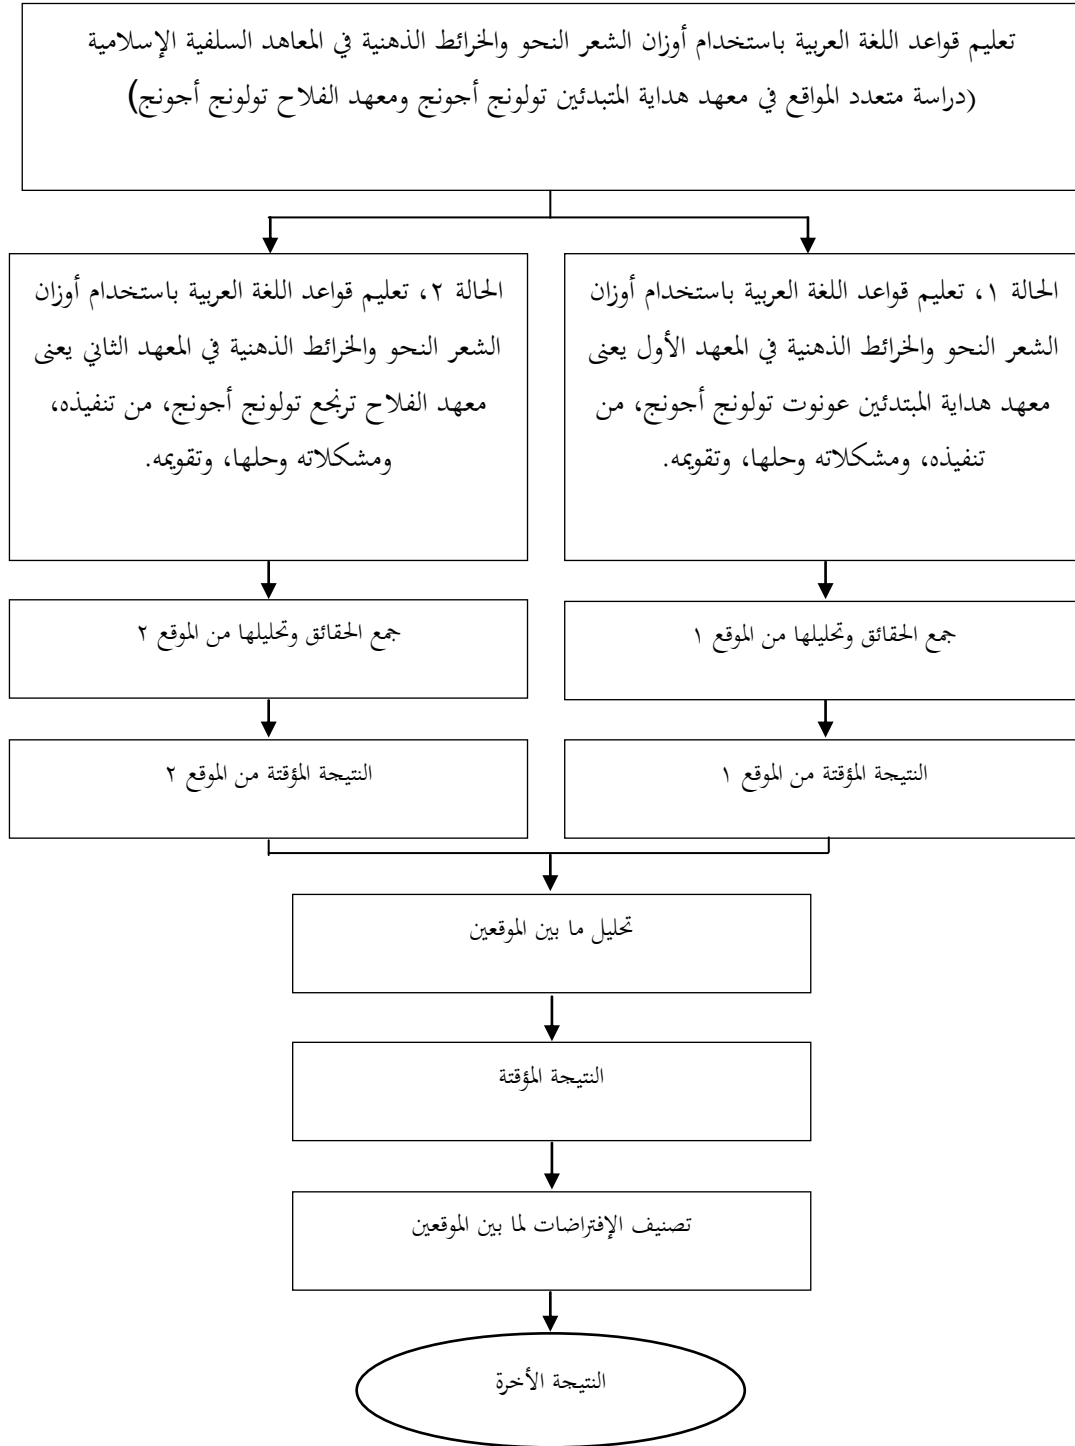 تعليم قواعد اللغة العربية باستخدام أوزان الشعر النحو والخرائط الذهنية في المعاهد السلفية الإسلامية
(دراسة متعدد المواقع في معهد هداية المتبدئين تولونج أجونج ومعهد الفلاح تولونج أجونج)
الحالة ١، تعليم قواعد اللغة العربية باستخدام أوزان
الشعر النحو والخرائط الذهنية في المعهد الأول يعنى
معهد هداية المبتدئين عونوت تولونج أجونج، من
تنفيذه، ومشكلاته وحلها، وتقويمه.
الحالة ٢، تعليم قواعد اللغة العربية باستخدام أوزان
الشعر النحو والخرائط الذهنية في المعهد الثاني يعنى
معهد الفلاح ترنجع تولونج أجونج، من تنفيذه،
ومشكلاته وحلها، وتقويمه.
جمع الحقائق وتحليلها من الموقع ١
جمع الحقائق وتحليلها من الموقع ٢
النتيجة المؤقتة من الموقع ١
النتيجة المؤقتة من الموقع ٢
تحليل ما بين الموقعين
النتيجة المؤقتة
تصنيف الإفتراضات لما بين الموقعين
النتيجة الأخرة